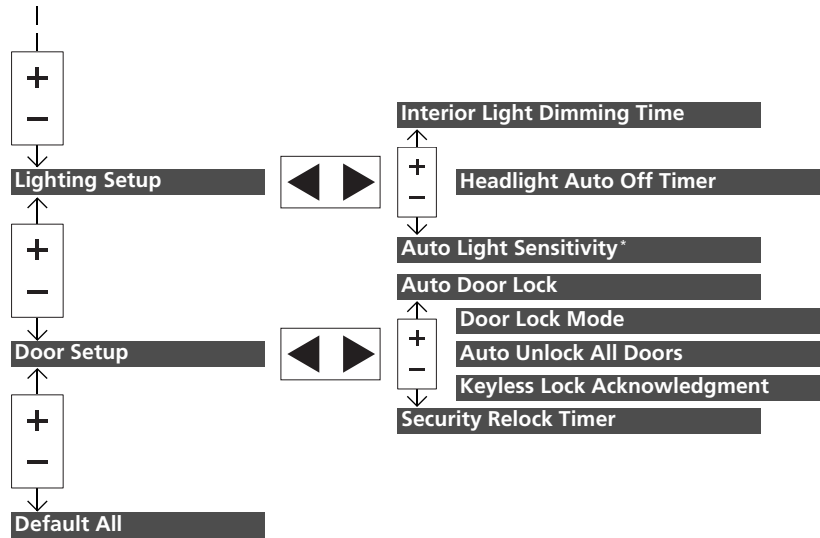 +
−
Lighting Setup
Interior Light Dimming Time
+
−
Headlight Auto Off Timer
Auto Light Sensitivity*
+
−
Door Setup
Auto Door Lock
+
−
Door Lock Mode
Auto Unlock All Doors
Keyless Lock Acknowledgment
Security Relock Timer
+
−
Default All